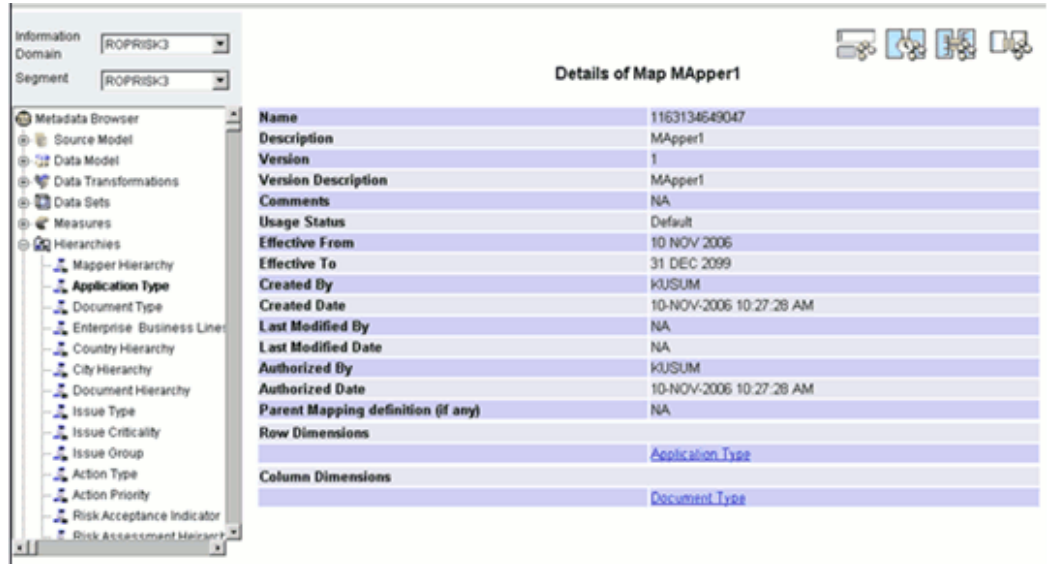 Information Domain ROPRISK3
Segment ROPRISK3
Metadata Browser
Source Model
Data Model
Data Transformations
Data Sets
Measures
Hierarchies
Mapper Hierarchy
Application Type
Document Type
Enterprise Business Lines
Country Hierarchy
City Hierarchy
Document Hierarchy
Issue Type
Issue Criticality
Issue Group
Action Type
Action Priority
Risk Acceptance Indicator
Risk Assessment Heirarch
Details of Map MApper1
Name 1163134649047
Description MApper1
Version 1
Version Description MApper1
Comments NA
Usage Status Default
Effective From 10 NOV 2006
Effective To 31 DEC 2099
Created By KUSUM
Created Date 10-NOV-2006 10:27:28 AM
Last Modified By NA
Last Modified Date NA
Authorized By KUSUM
Authorized Date 10-NOV-2006 10:27:28 AM
Parent Mapping definition (if any) NA
Row Dimensions
Application Type
Column Dimensions
Document Type